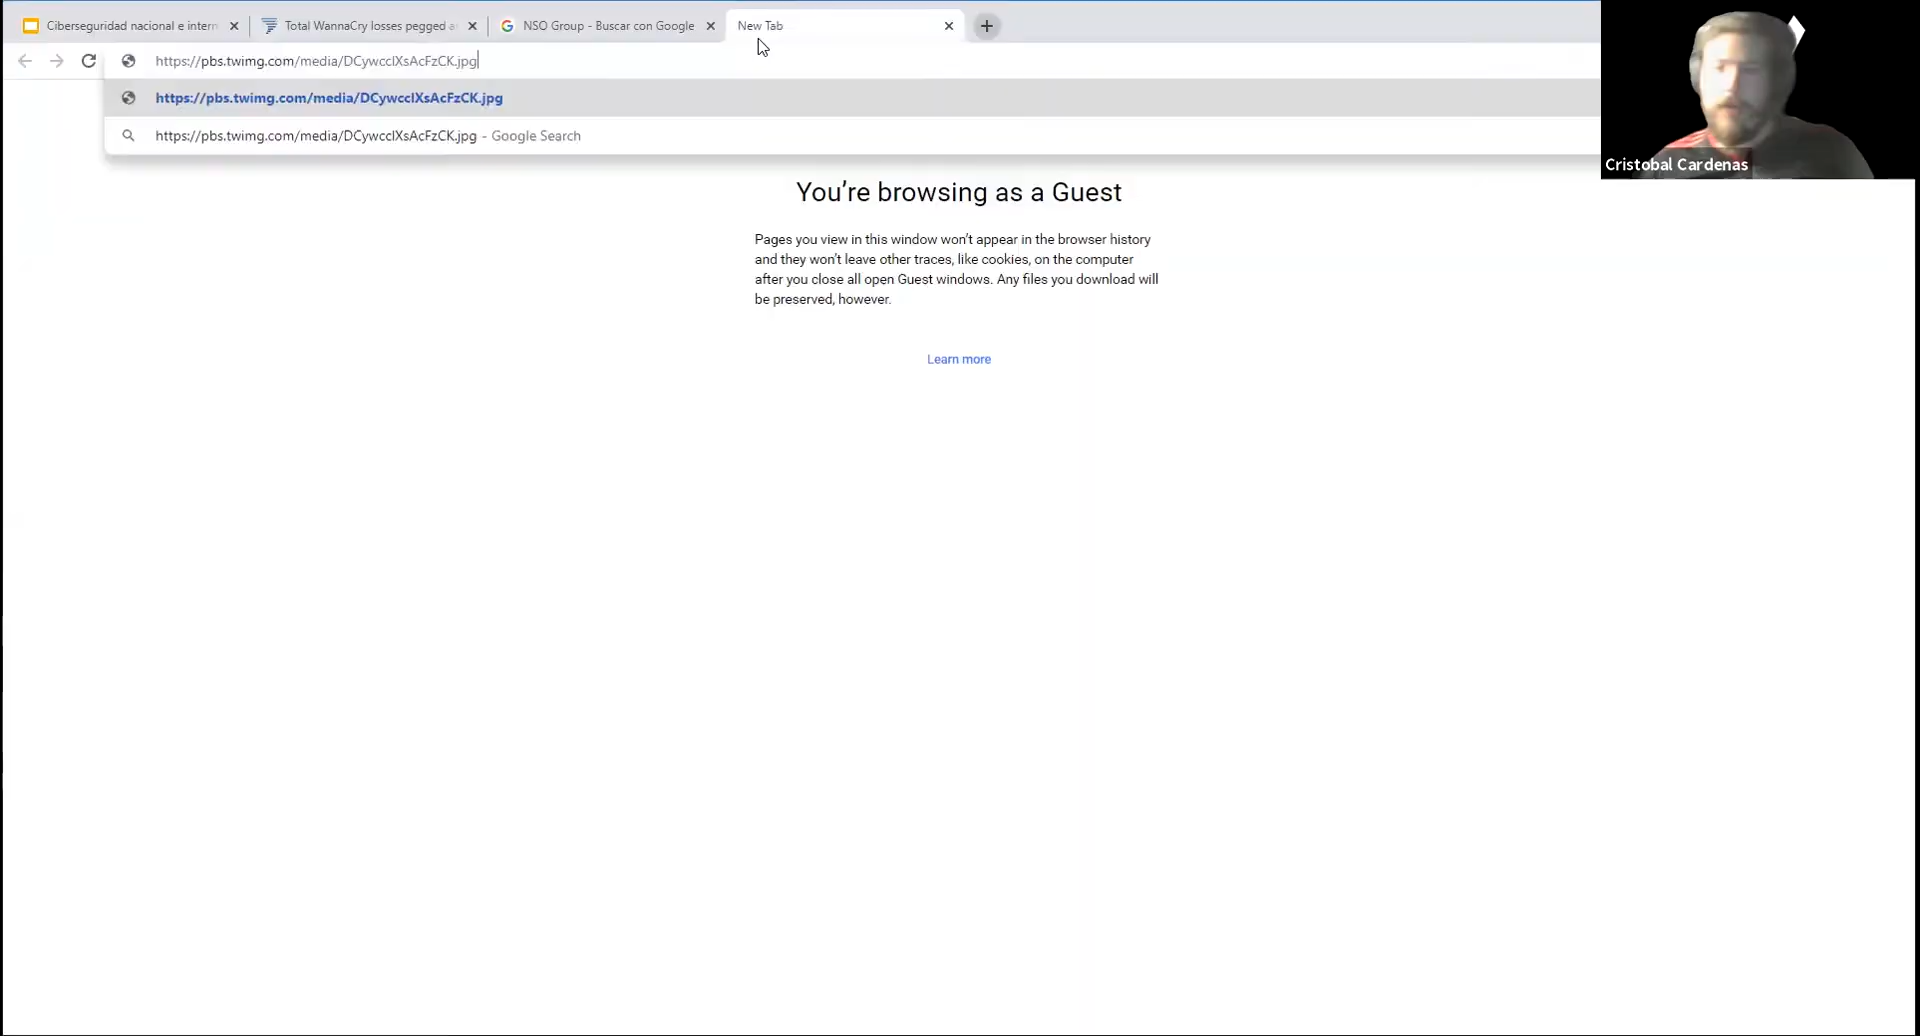 Ciberseguridad nacional e intern
Total WannaCry losses pegged a
NSO Group - Buscar con Google
New Tab
https://pbs.twimg.com/media/DCywccIXsAcFzCK.jpg
https://pbs.twimg.com/media/DCywccIXsAcFzCK.jpg
https://pbs.twimg.com/media/DCywccIXsAcFzCK.jpg - Google Search
Cristobal Cardenas
You’re browsing as a Guest
Pages you view in this window won’t appear in the browser history
and they won’t leave other traces, like cookies, on the computer
after you close all open Guest windows. Any files you download will
be preserved, however.
Learn more